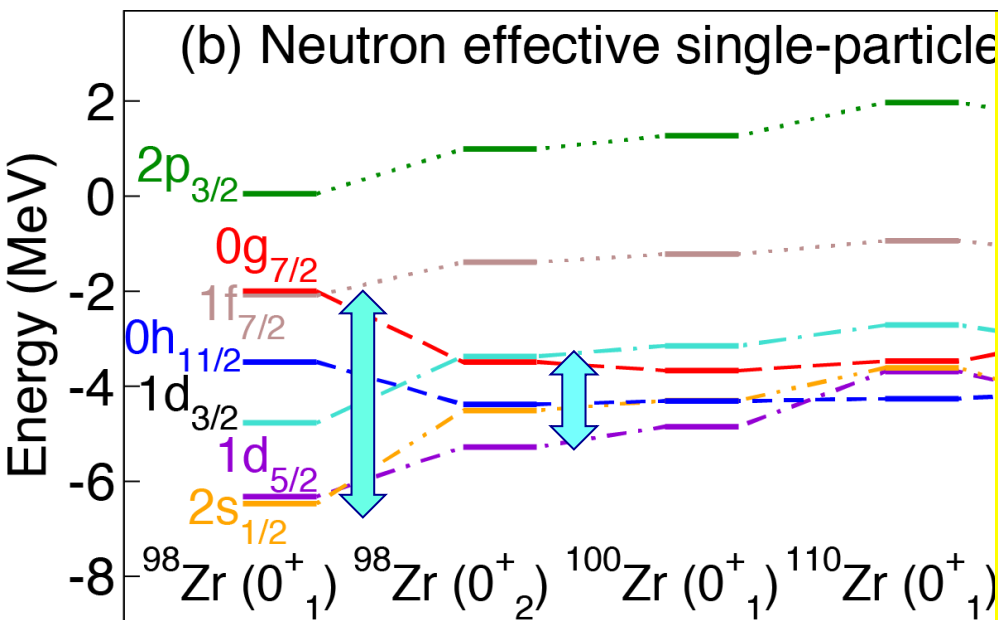 (b) Neutron effective single-particle
Energy (MeV)
2
0
-2
-4
-6
-8
2p3/2
0g7/2
1f7/2
0h11/2
1d3/2
1d5/2
2s1/2
98Zr (0+1) 98Zr (0+2) 100Zr (0+1) 110Zr (0+1)